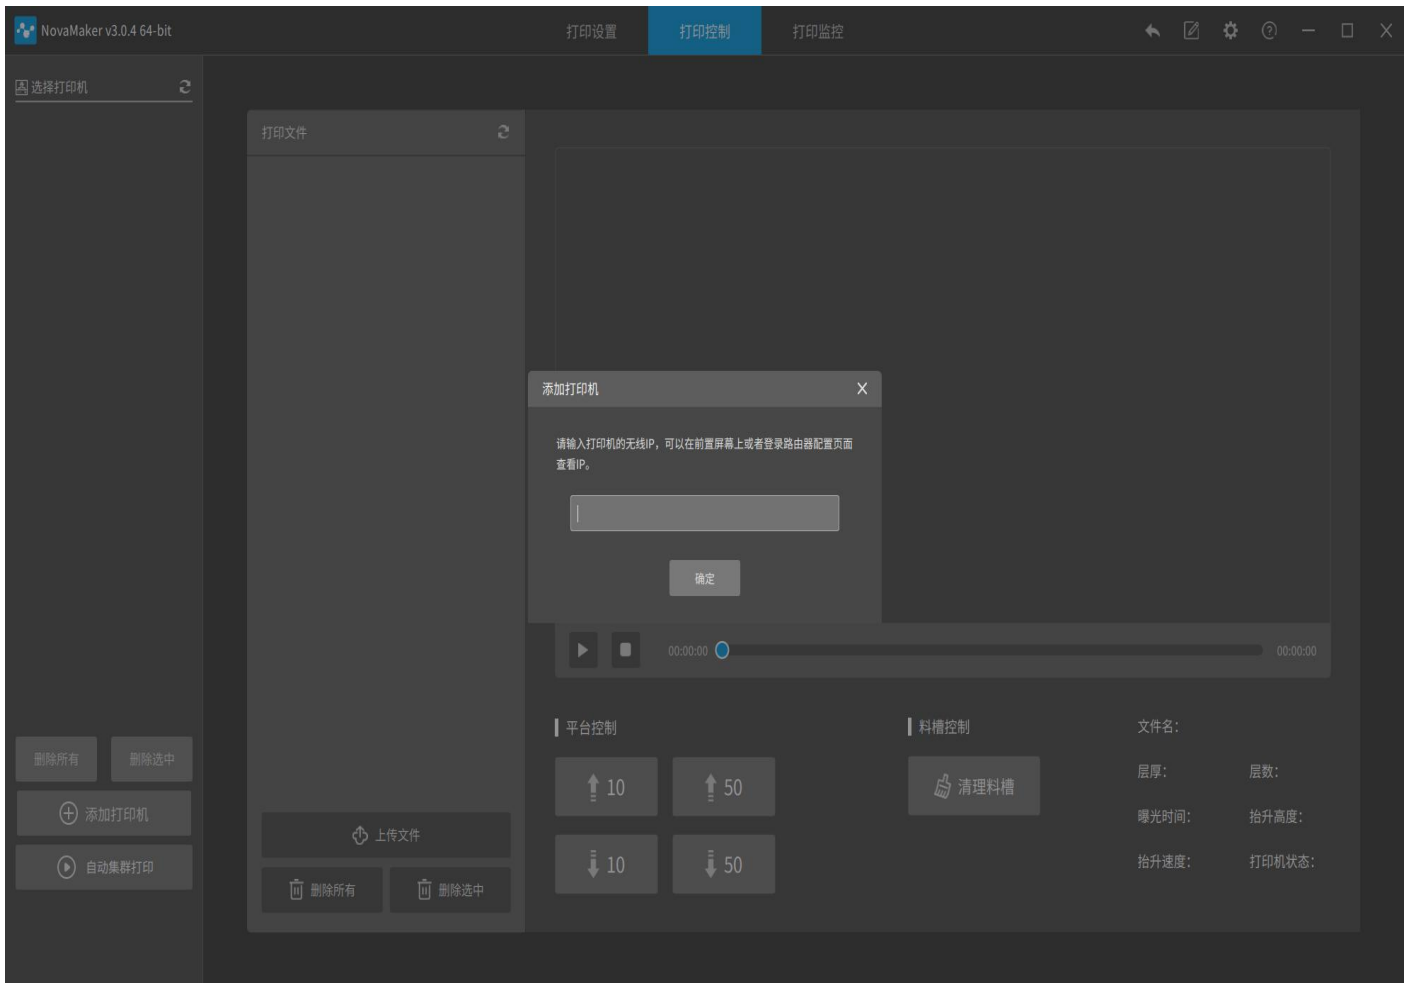 NovaMaker v3.0.4 64-bit
打印设置
打印控制
打印监控
选择打印机
打印文件
添加打印机
X
请输入打印机的无线IP，可以在前置屏幕上或者登录路由器配置页面
查看IP。
确定
00:00:00
00:00:00
平台控制
料槽控制
文件名：
删除所有
删除选中
10
50
清理料槽
层厚：
层数：
添加打印机
曝光时间：
抬升高度：
上传文件
10
50
抬升速度：
打印机状态：
自动集群打印
删除所有
删除选中